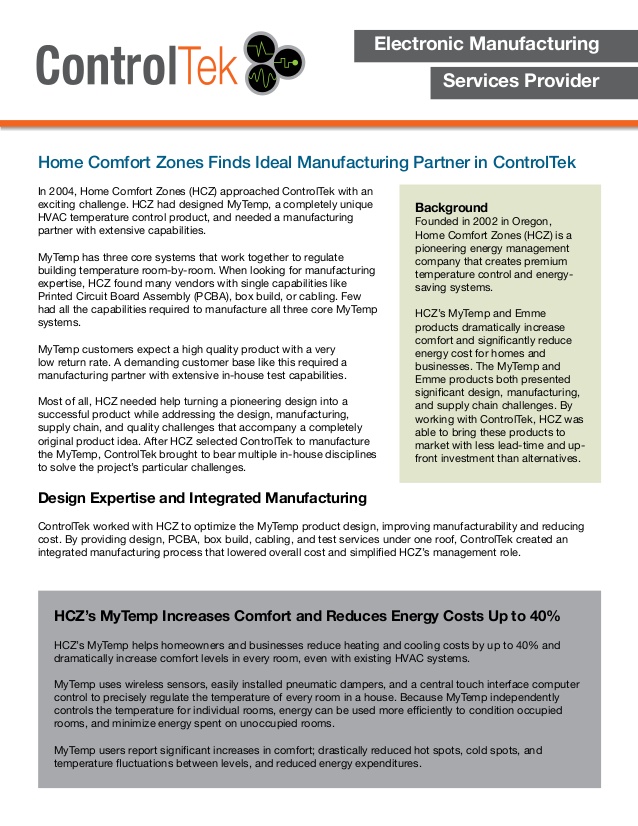 ControlTek
Electronic Manufacturing
Services Provider
Home Comfort Zones Finds Ideal Manufacturing Partner in ControlTek
In 2004, Home Comfort Zones (HCZ) approached ControlTek with an
exciting challenge. HCZ had designed MyTemp, a completely unique
HVAC temperature control product, and needed a manufacturing
partner with extensive capabilities.
MyTemp has three core systems that work together to regulate
building temperature room-by-room. When looking for manufacturing
expertise, HCZ found many vendors with single capabilities like
Printed Circuit Board Assembly (PCBA), box build, or cabling. Few
had all the capabilities required to manufacture all three core MyTemp
systems.
MyTemp customers expect a high quality product with a very
low return rate. A demanding customer base like this required a
manufacturing partner with extensive in-house test capabilities.
Most of all, HCZ needed help turning a pioneering design into a
successful product while addressing the design, manufacturing,
supply chain, and quality challenges that accompany a completely
original product idea. After HCZ selected ControlTek to manufacture
the MyTemp, ControlTek brought to bear multiple in-house disciplines
to solve the project's particular challenges.
Background
Founded in 2002 in Oregon,
Home Comfort Zones (HCZ) is a
pioneering energy management
company that creates premium
temperature control and energy-
saving systems.
HCZ's MyTemp and Emme
products dramatically increase
comfort and significantly reduce
energy cost for homes and
businesses. The MyTemp and
Emme products both presented
significant design, manufacturing,
and supply chain challenges. By
working with ControlTek, HCZ was
able to bring these products to
market with less lead-time and up-
front investment than alternatives.
Design Expertise and Integrated Manufacturing
ControlTek worked with HCZ to optimize the MyTemp product design, improving manufacturability and reducing
cost. By providing design, PCBA, box build, cabling, and test services under one roof, ControlTek created an
integrated manufacturing process that lowered overall cost and simplified HCZ's management role.
HCZ's MyTemp Increases Comfort and Reduces Energy Costs Up to 40%
HCZ's MyTemp helps homeowners and businesses reduce heating and cooling costs by up to 40% and
dramatically increase comfort levels in every room, even with existing HVAC systems.
MyTemp uses wireless sensors, easily installed pneumatic dampers, and a central touch interface computer
control to precisely regulate the temperature of every room in a house. Because MyTemp independently
controls the temperature for individual rooms, energy can be used more efficiently to condition occupied
rooms, and minimize energy spent on unoccupied rooms.
MyTemp users report significant increases in comfort; drastically reduced hot spots, cold spots, and
temperature fluctuations between levels, and reduced energy expenditures.